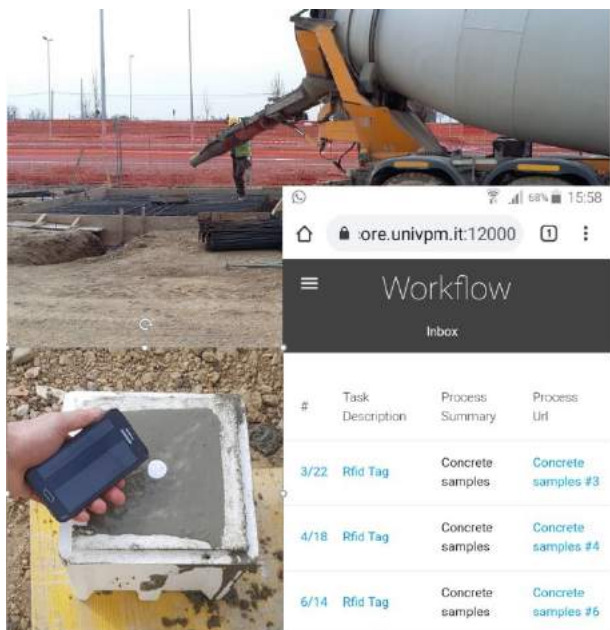 68% 15:58
ore.univpm.it:12000 1
Workflow
Inbox
# Task Description Process Summary Process Url
3/22 Rfid Tag Concrete samples Concrete samples #3
4/18 Rfid Tag Concrete samples Concrete samples #4
6/14 Rfid Tag Concrete samples Concrete samples #6